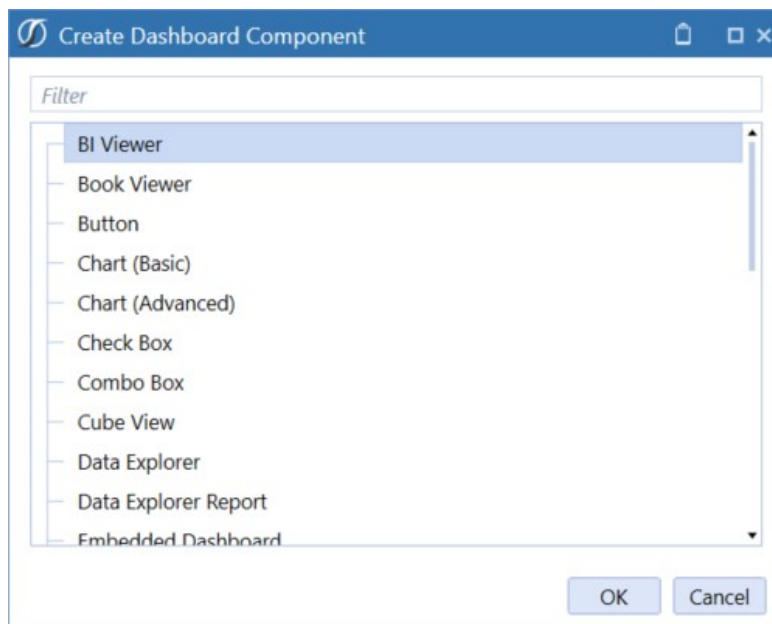 Create Dashboard Component
Filter
BI Viewer
Book Viewer
Button
Chart (Basic)
Chart (Advanced)
Check Box
Combo Box
Cube View
Data Explorer
Data Explorer Report
Embedded Dashboard
OK Cancel